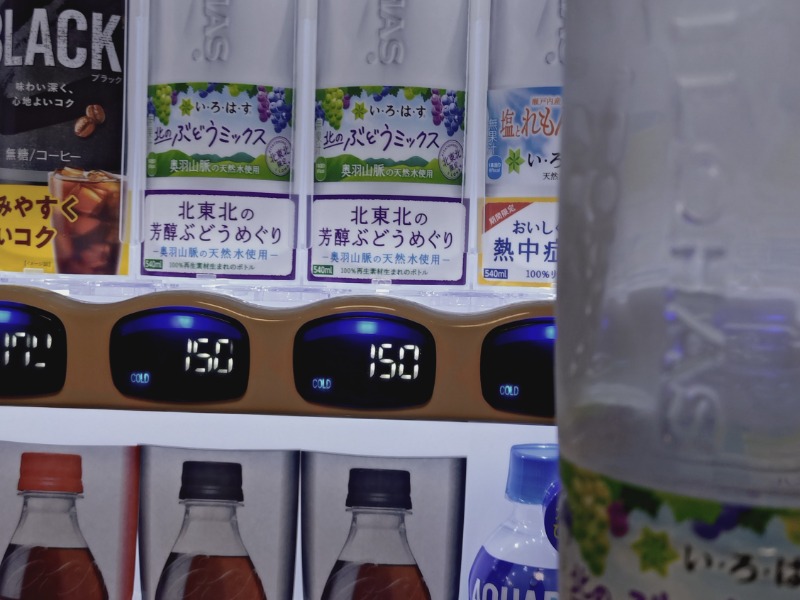 BLACK
ブラック
味わい深く、
心地よいコク
無糖/コーヒー
みやすく
いコク
い・ろ・は・す
北のぶどうミックス
奥羽山脈の天然水使用
北東北の
芳醇ぶどうめぐり
奥羽山脈の天然水使用
540ml
100%再生素材生まれのボトル
い・ろ・は・す
北のぶどうミックス
奥羽山脈の天然水使用
北東北の
芳醇ぶどうめぐり
奥羽山脈の天然水使用
540ml
100%再生素材生まれのボトル
塩とれもん
い・ろ
天然
期間限定
おいしく
熱中症
540ml
100%
COLD
150
COLD
150
COLD
AQUAR
い・ろ・は